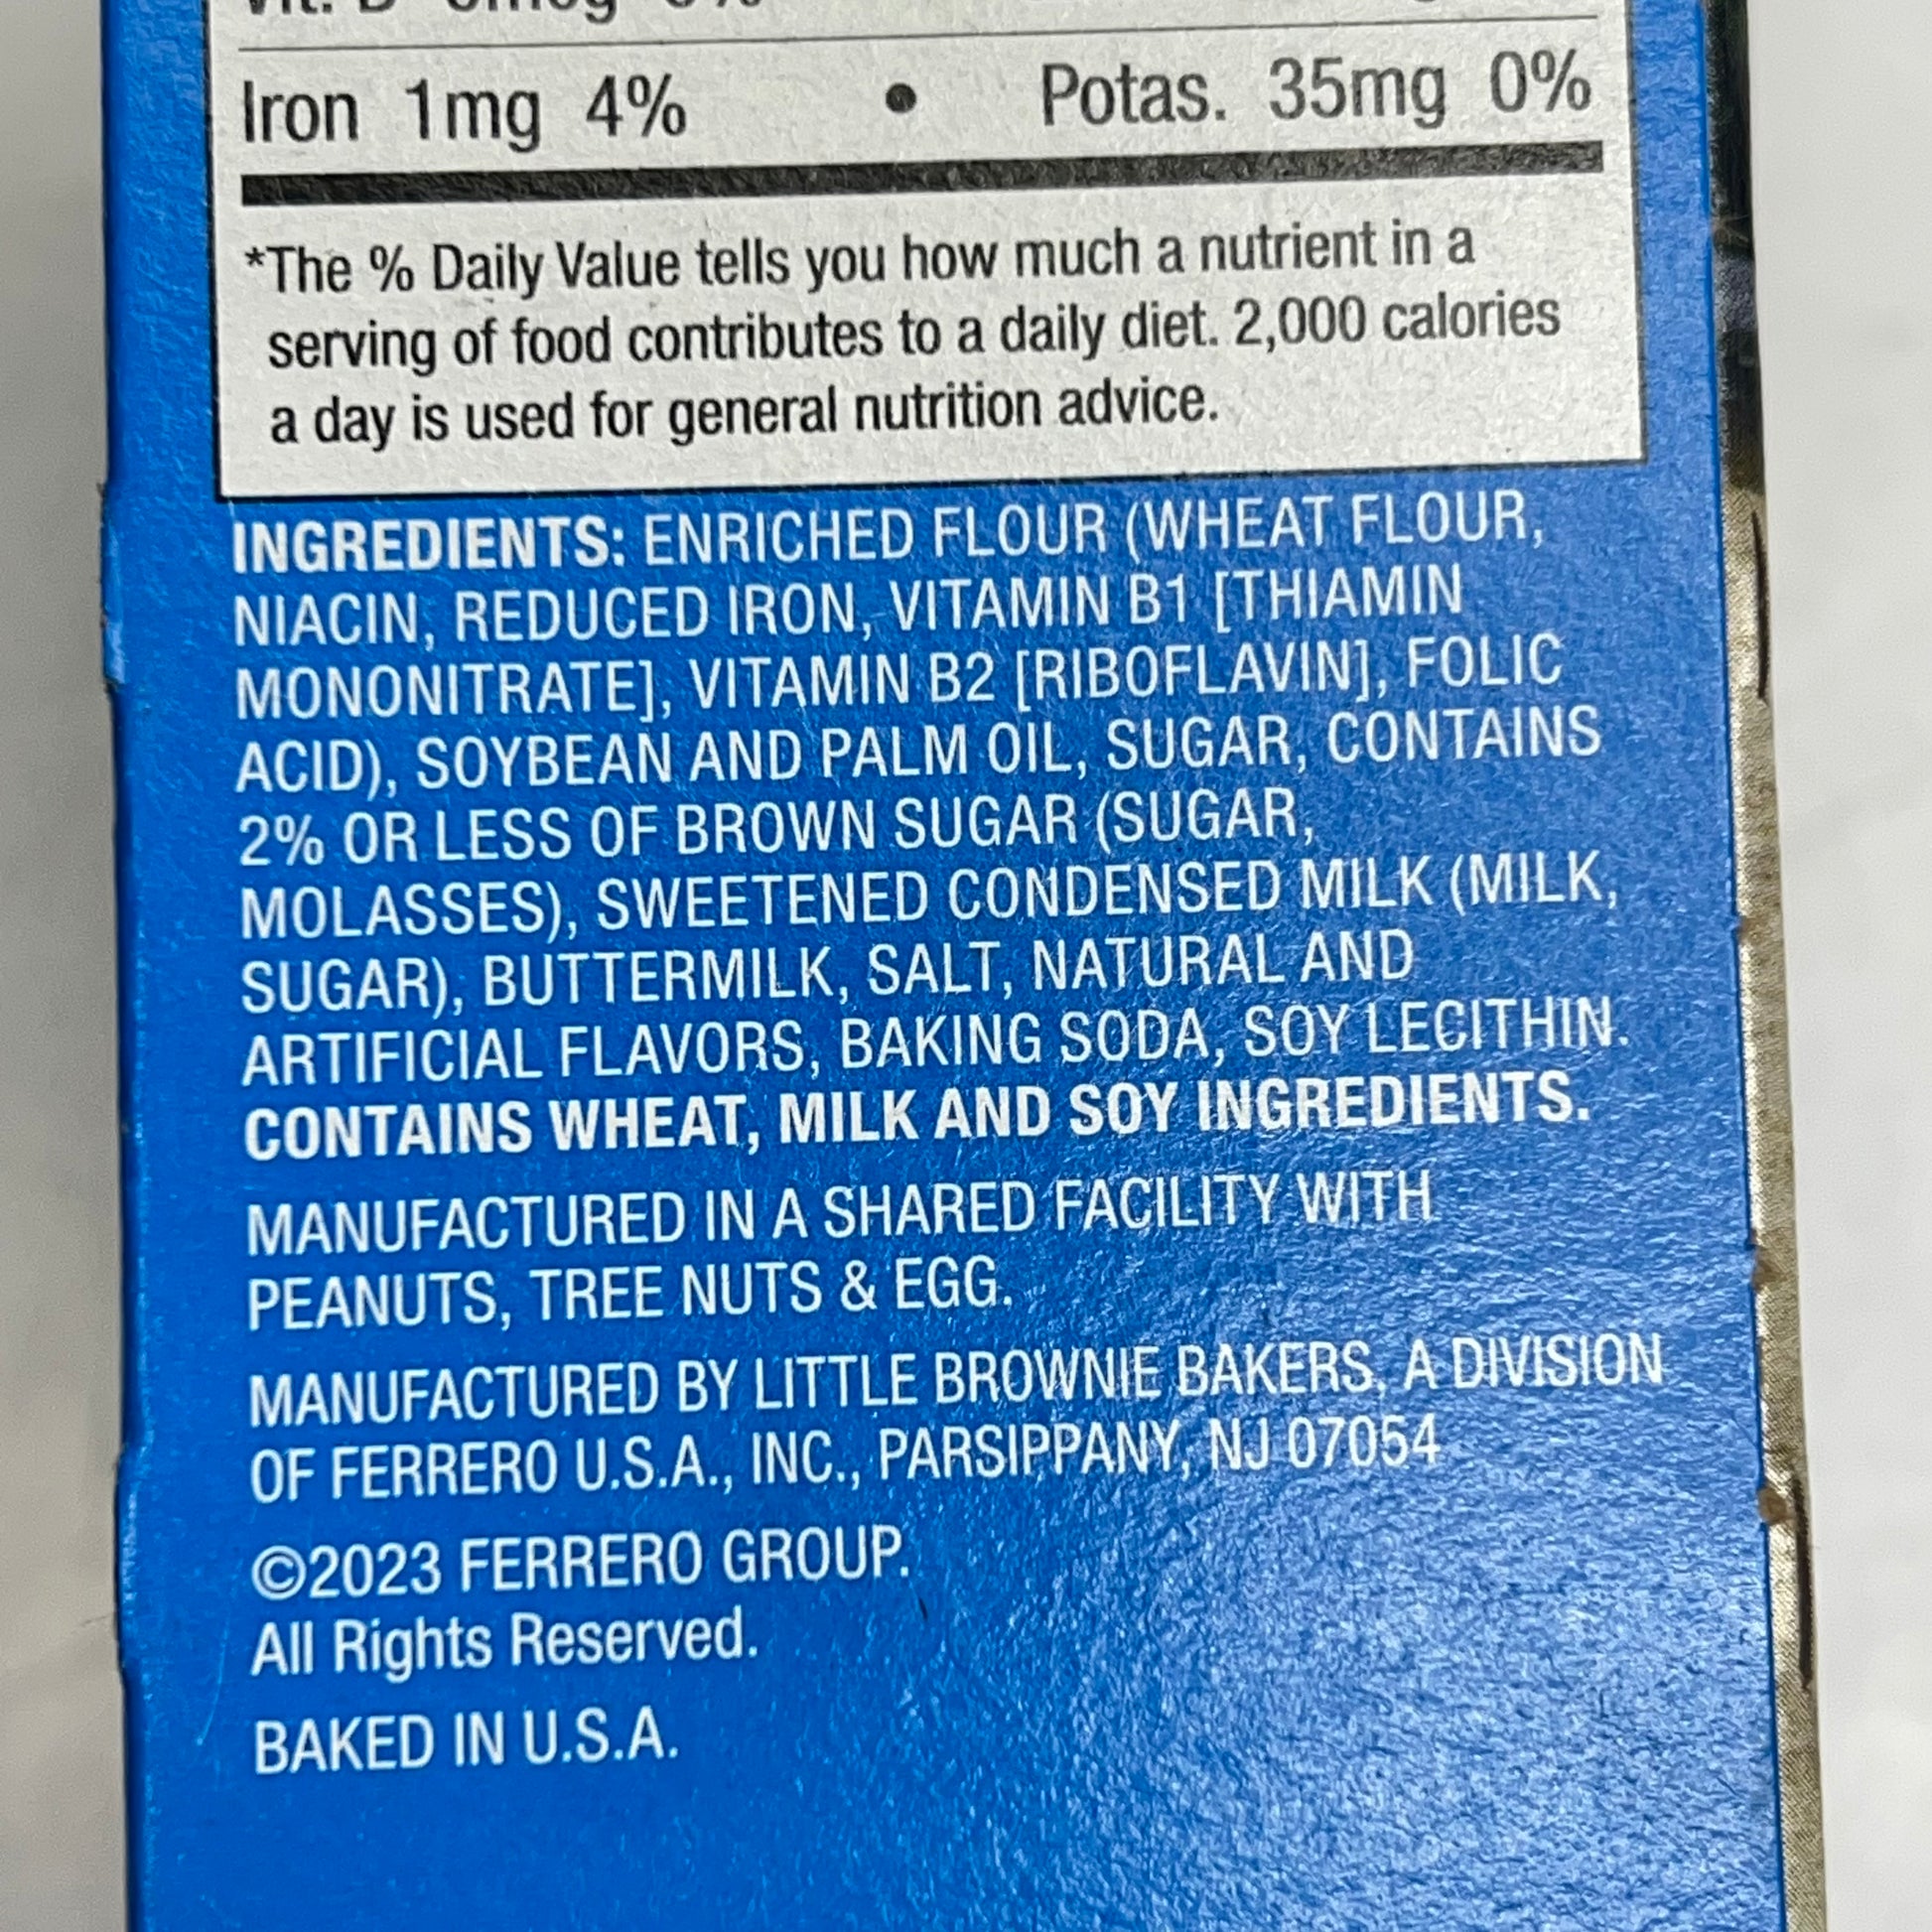 Iron 1mg 4% • Potas. 35mg 0%
*The % Daily Value tells you how much a nutrient in a
serving of food contributes to a daily diet. 2,000 calories
a day is used for general nutrition advice.
INGREDIENTS: ENRICHED FLOUR (WHEAT FLOUR,
NIACIN, REDUCED IRON, VITAMIN B1 [THIAMIN
MONONITRATE], VITAMIN B2 [RIBOFLAVIN], FOLIC
ACID), SOYBEAN AND PALM OIL, SUGAR, CONTAINS
2% OR LESS OF BROWN SUGAR (SUGAR,
MOLASSES), SWEETENED CONDENSED MILK (MILK,
SUGAR), BUTTERMILK, SALT, NATURAL AND
ARTIFICIAL FLAVORS, BAKING SODA, SOY LECITHIN.
CONTAINS WHEAT, MILK AND SOY INGREDIENTS.
MANUFACTURED IN A SHARED FACILITY WITH
PEANUTS, TREE NUTS & EGG.
MANUFACTURED BY LITTLE BROWNIE BAKERS, A DIVISION
OF FERRERO U.S.A., INC., PARSIPPANY, NJ 07054
©2023 FERRERO GROUP.
All Rights Reserved.
BAKED IN U.S.A.